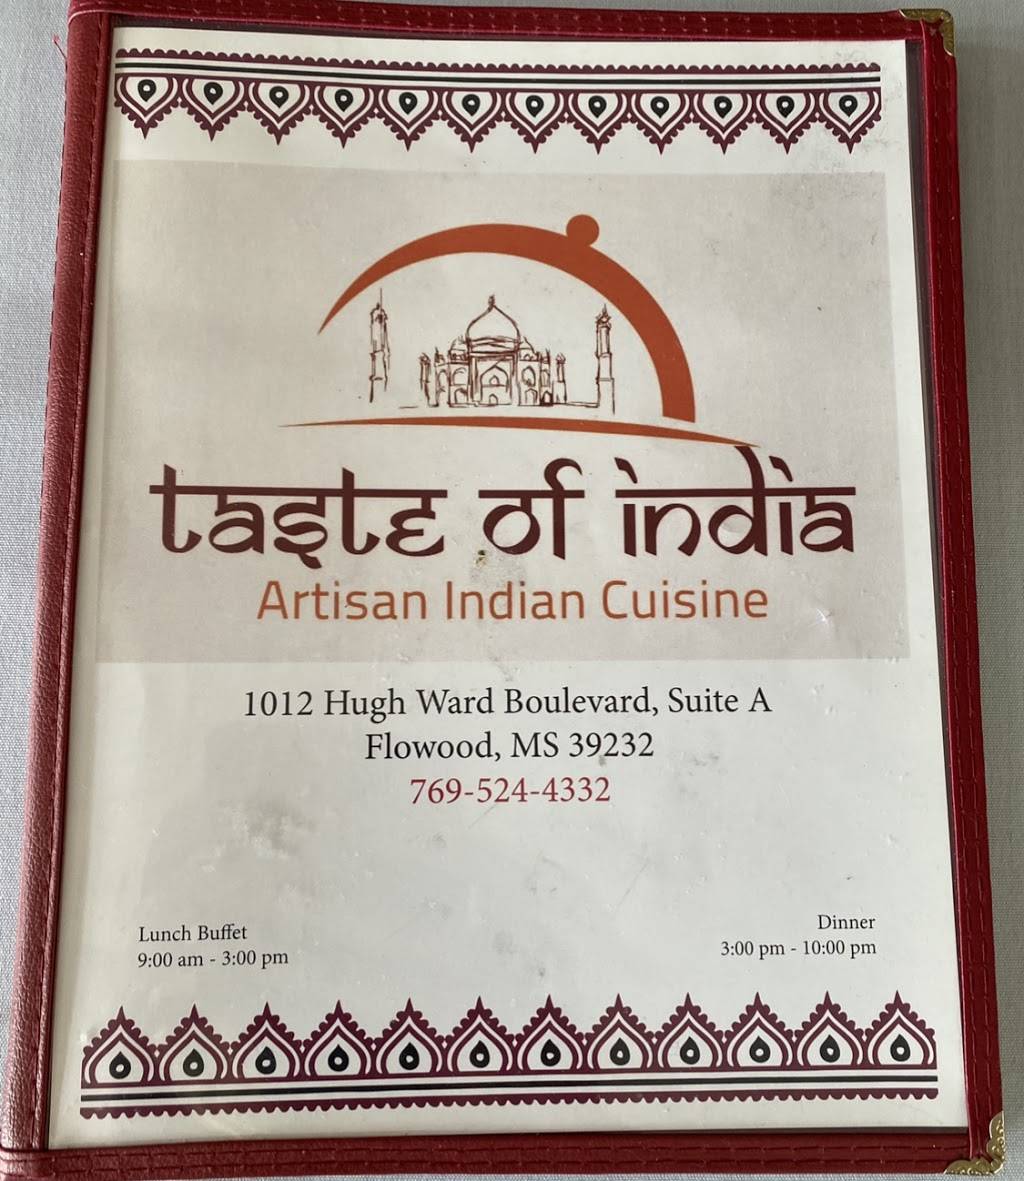 taste of india
Artisan Indian Cuisine
1012 Hugh Ward Boulevard, Suite A
Flowood, MS 39232
769-524-4332
Lunch Buffet
9:00 am - 3:00 pm
Dinner
3:00 pm - 10:00 pm